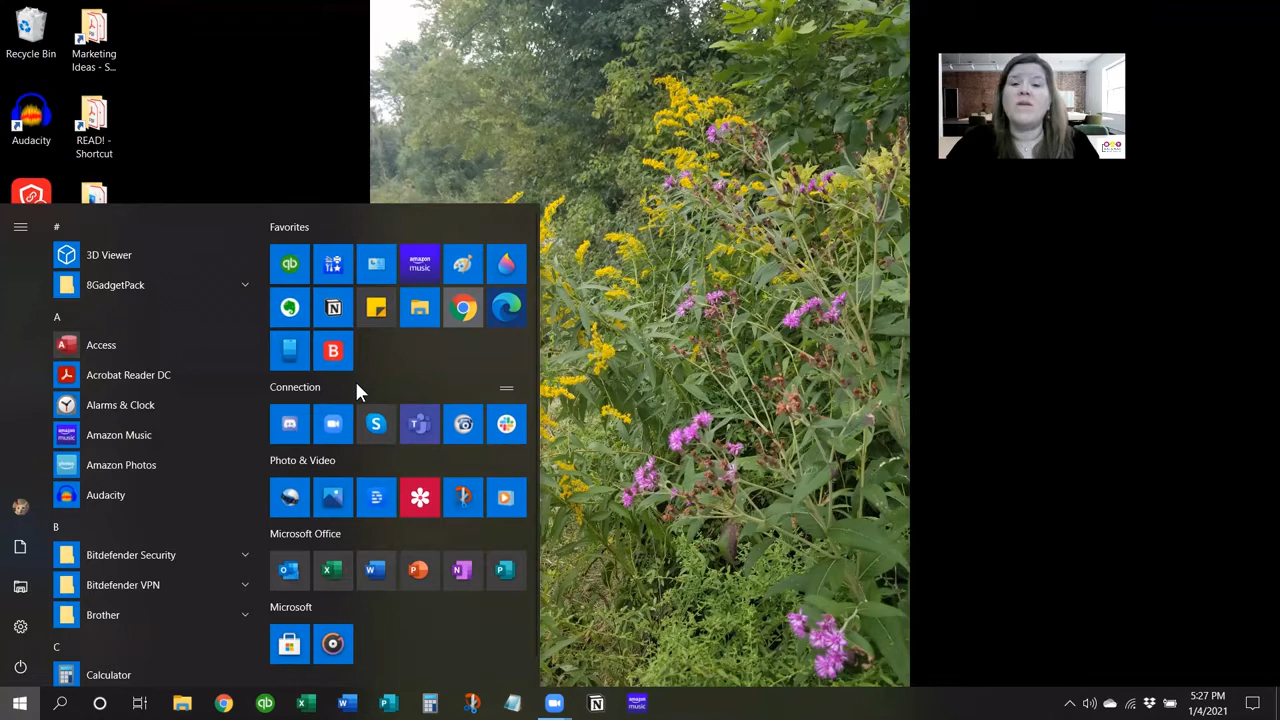 Recycle Bin
Marketing
Ideas - S...
Audacity
READ! -
Shortcut
#
3D Viewer
8GadgetPack
A
Access
Acrobat Reader DC
Alarms & Clock
Amazon Music
Amazon Photos
Audacity
B
Bitdefender Security
Bitdefender VPN
Brother
C
Calculator
Favorites
amazon
music
Connection
Photo & Video
Microsoft Office
Microsoft
amazon
music
5:27 PM
1/4/2021